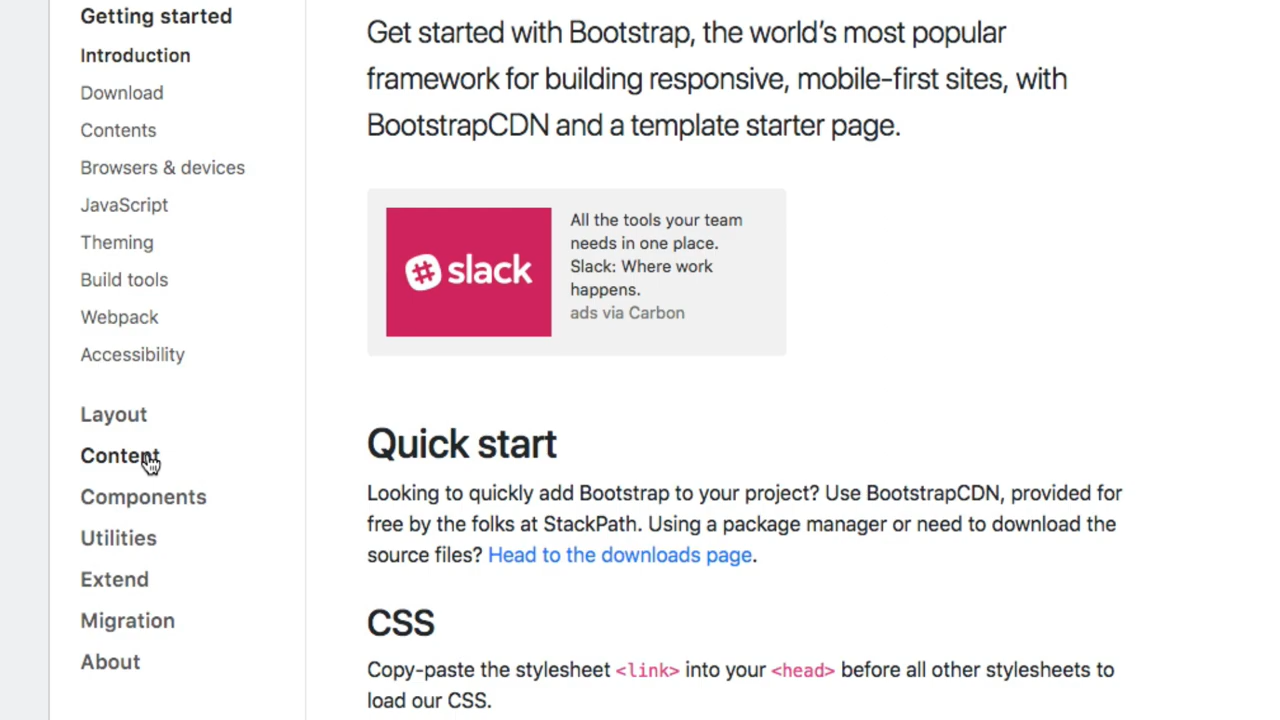 Getting started
Introduction
Download
Contents
Browsers & devices
JavaScript
Theming
Build tools
Webpack
Accessibility
Layout
Content
Components
Utilities
Extend
Migration
About
Get started with Bootstrap, the world's most popular
framework for building responsive, mobile-first sites, with
BootstrapCDN and a template starter page.
slack
All the tools your team
needs in one place.
Slack: Where work
happens.
ads via Carbon
Quick start
Looking to quickly add Bootstrap to your project? Use BootstrapCDN, provided for
free by the folks at StackPath. Using a package manager or need to download the
source files? Head to the downloads page.
CSS
Copy-paste the stylesheet <link> into your <head> before all other stylesheets to
load our CSS.